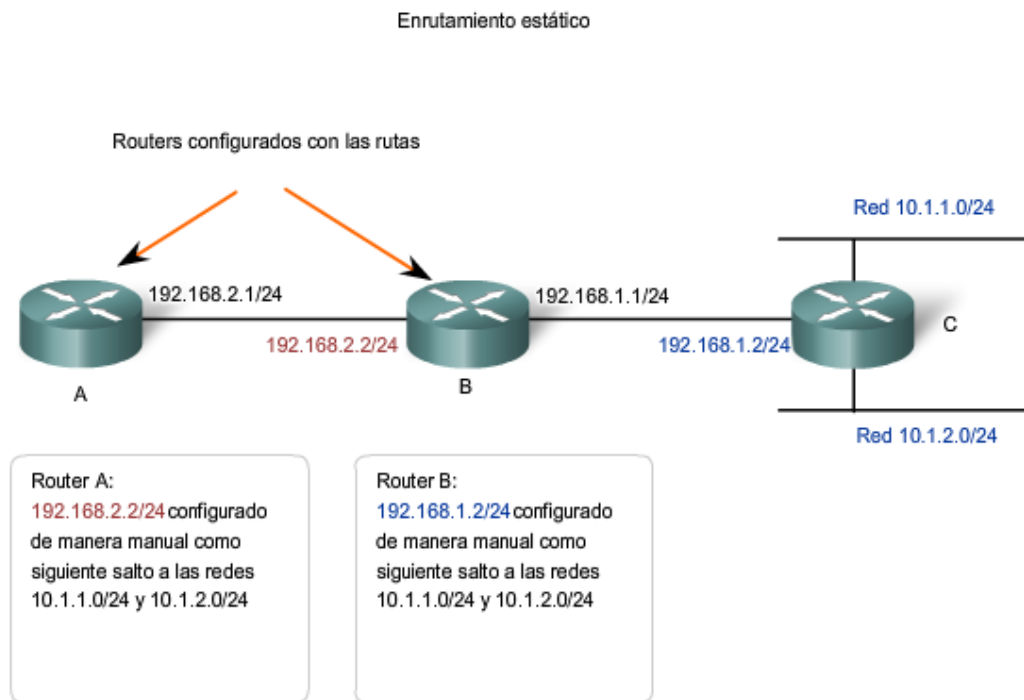 Enrutamiento estático
Routers configurados con las rutas
Red 10.1.1.0/24
192.168.2.1/24
192.168.1.1/24
C
192.168.2.2/24
192.168.1.2/24
A
B
Red 10.1.2.0/24
Router A:
192.168.2.2/24 configurado
de manera manual como
siguiente salto a las redes
10.1.1.0/24 y 10.1.2.0/24
Router B:
192.168.1.2/24 configurado
de manera manual como
siguiente salto a las redes
10.1.1.0/24 y 10.1.2.0/24